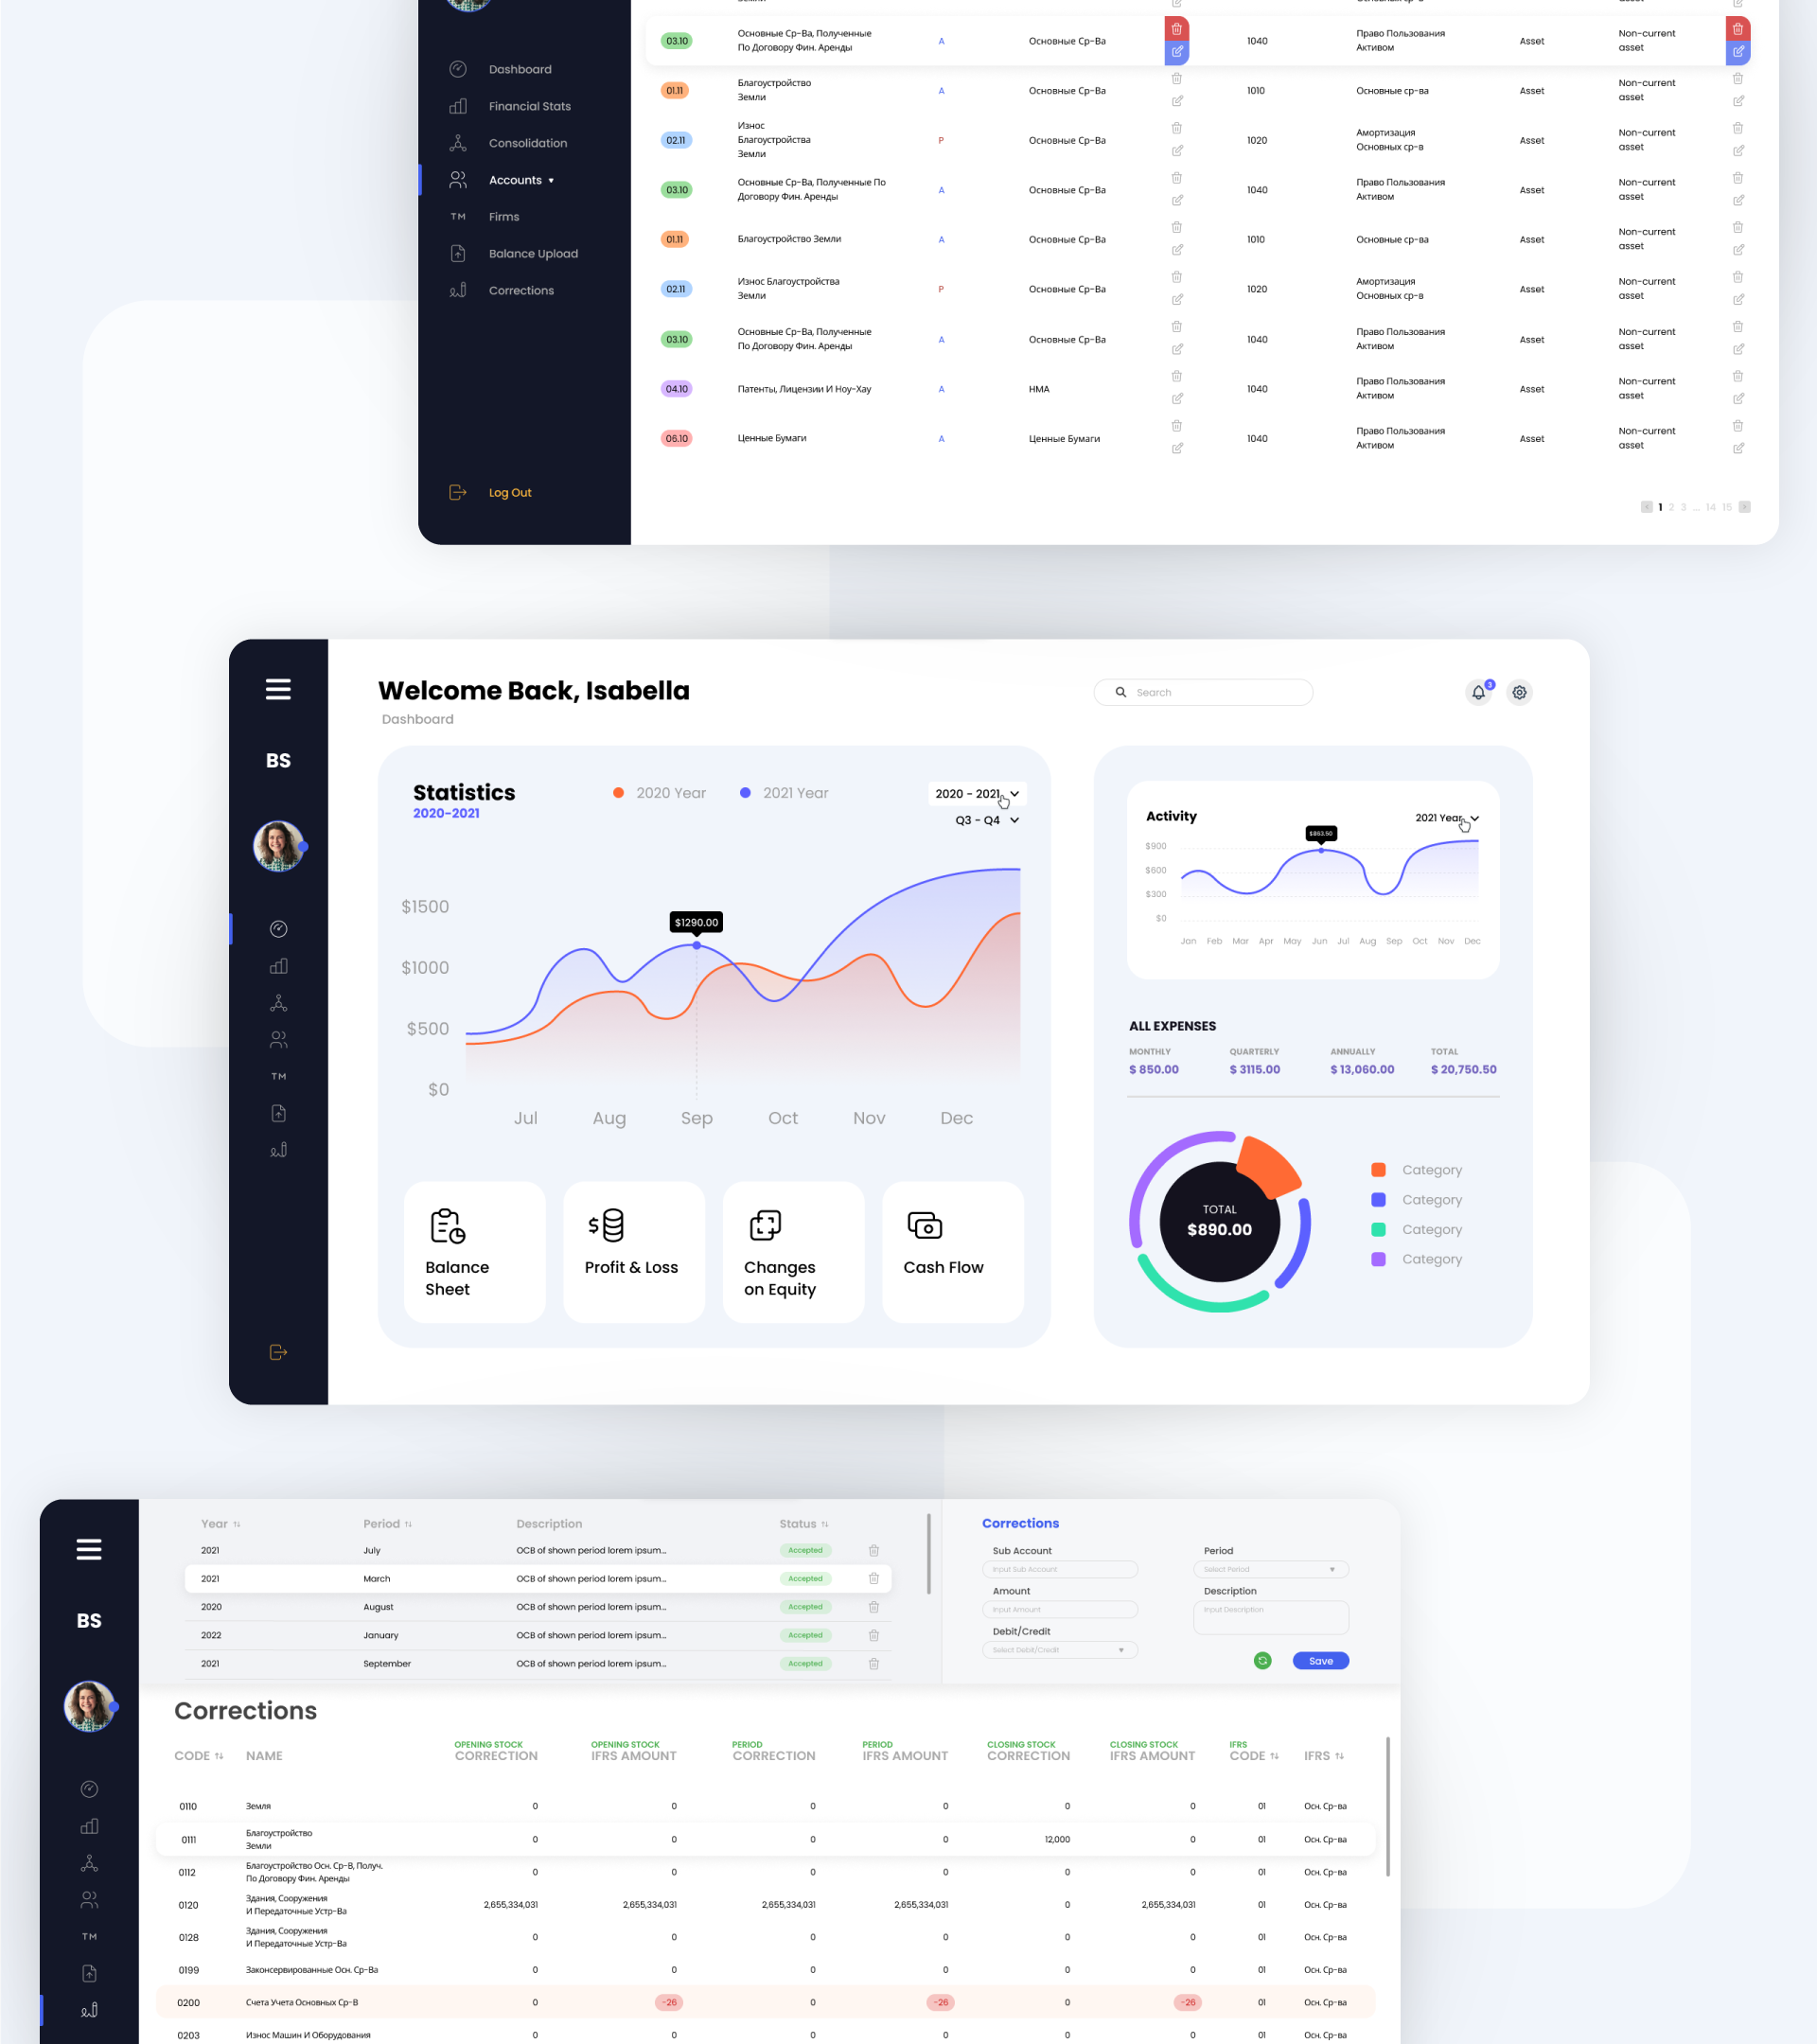 Dashboard
Financial Stats
Consolidation
Accounts ▾
TM Firms
Balance Upload
Corrections
Log Out
03.10 Основные Ср-Ва, Полученные По Договору Фин. Аренды A Основные Ср-Ва 1040 Право Пользования Активом Asset Non-current asset
01.11 Благоустройство Земли A Основные Ср-Ва 1010 Основные ср-ва Asset Non-current asset
02.11 Износ Благоустройства Земли P Основные Ср-Ва 1020 Амортизация Основных ср-в Asset Non-current asset
03.10 Основные Ср-Ва, Полученные По Договору Фин. Аренды A Основные Ср-Ва 1040 Право Пользования Активом Asset Non-current asset
01.11 Благоустройство Земли A Основные Ср-Ва 1010 Основные ср-ва Asset Non-current asset
02.11 Износ Благоустройства Земли P Основные Ср-Ва 1020 Амортизация Основных ср-в Asset Non-current asset
03.10 Основные Ср-Ва, Полученные По Договору Фин. Аренды A Основные Ср-Ва 1040 Право Пользования Активом Asset Non-current asset
04.10 Патенты, Лицензии И Ноу-Хау A НМА 1040 Право Пользования Активом Asset Non-current asset
06.10 Ценные Бумаги A Ценные Бумаги 1040 Право Пользования Активом Asset Non-current asset
1 2 3 ... 14 15
BS
TM
Welcome Back, Isabella
Dashboard
Search
3
Statistics
2020-2021
2020 Year 2021 Year
2020 - 2021
Q3 - Q4
$1500
$1000
$500
$0
$1290.00
Jul Aug Sep Oct Nov Dec
Balance Sheet
Profit & Loss
Changes on Equity
Cash Flow
Activity
2021 Year
$900
$600
$300
$0
$863.50
Jan Feb Mar Apr May Jun Jul Aug Sep Oct Nov Dec
ALL EXPENSES
MONTHLY QUARTERLY ANNUALLY TOTAL
$ 850.00 $ 3115.00 $ 13,060.00 $ 20,750.50
TOTAL
$890.00
Category
Category
Category
Category
BS
TM
Year Period Description Status
2021 July OCB of shown period lorem ipsum... Accepted
2021 March OCB of shown period lorem ipsum... Accepted
2020 August OCB of shown period lorem ipsum... Accepted
2022 January OCB of shown period lorem ipsum... Accepted
2021 September OCB of shown period lorem ipsum... Accepted
Corrections
Sub Account
Input Sub Account
Period
Select Period
Amount
Input Amount
Description
Input Description
Debit/Credit
Select Debit/Credit
Save
Corrections
CODE NAME OPENING STOCK CORRECTION OPENING STOCK IFRS AMOUNT PERIOD CORRECTION PERIOD IFRS AMOUNT CLOSING STOCK CORRECTION CLOSING STOCK IFRS AMOUNT IFRS CODE IFRS
0110 Земля 0 0 0 0 0 0 01 Осн. Ср-ва
0111 Благоустройство Земли 0 0 0 0 12,000 0 01 Осн. Ср-ва
0112 Благоустройство Осн. Ср-В, Получ. По Договору Фин. Аренды 0 0 0 0 0 0 01 Осн. Ср-ва
0120 Здания, Сооружения И Передаточные Устр-Ва 2,655,334,031 2,655,334,031 2,655,334,031 2,655,334,031 0 2,655,334,031 01 Осн. Ср-ва
0128 Здания, Сооружения И Передаточные Устр-Ва 0 0 0 0 0 0 01 Осн. Ср-ва
0199 Законсервированные Осн. Ср-Ва 0 0 0 0 0 0 01 Осн. Ср-ва
0200 Счета Учета Основных Ср-В 0 -26 0 -26 0 -26 01 Осн. Ср-ва
0203 Износ Машин И Оборудования 0 0 0 0 0 0 01 Осн. Ср-ва